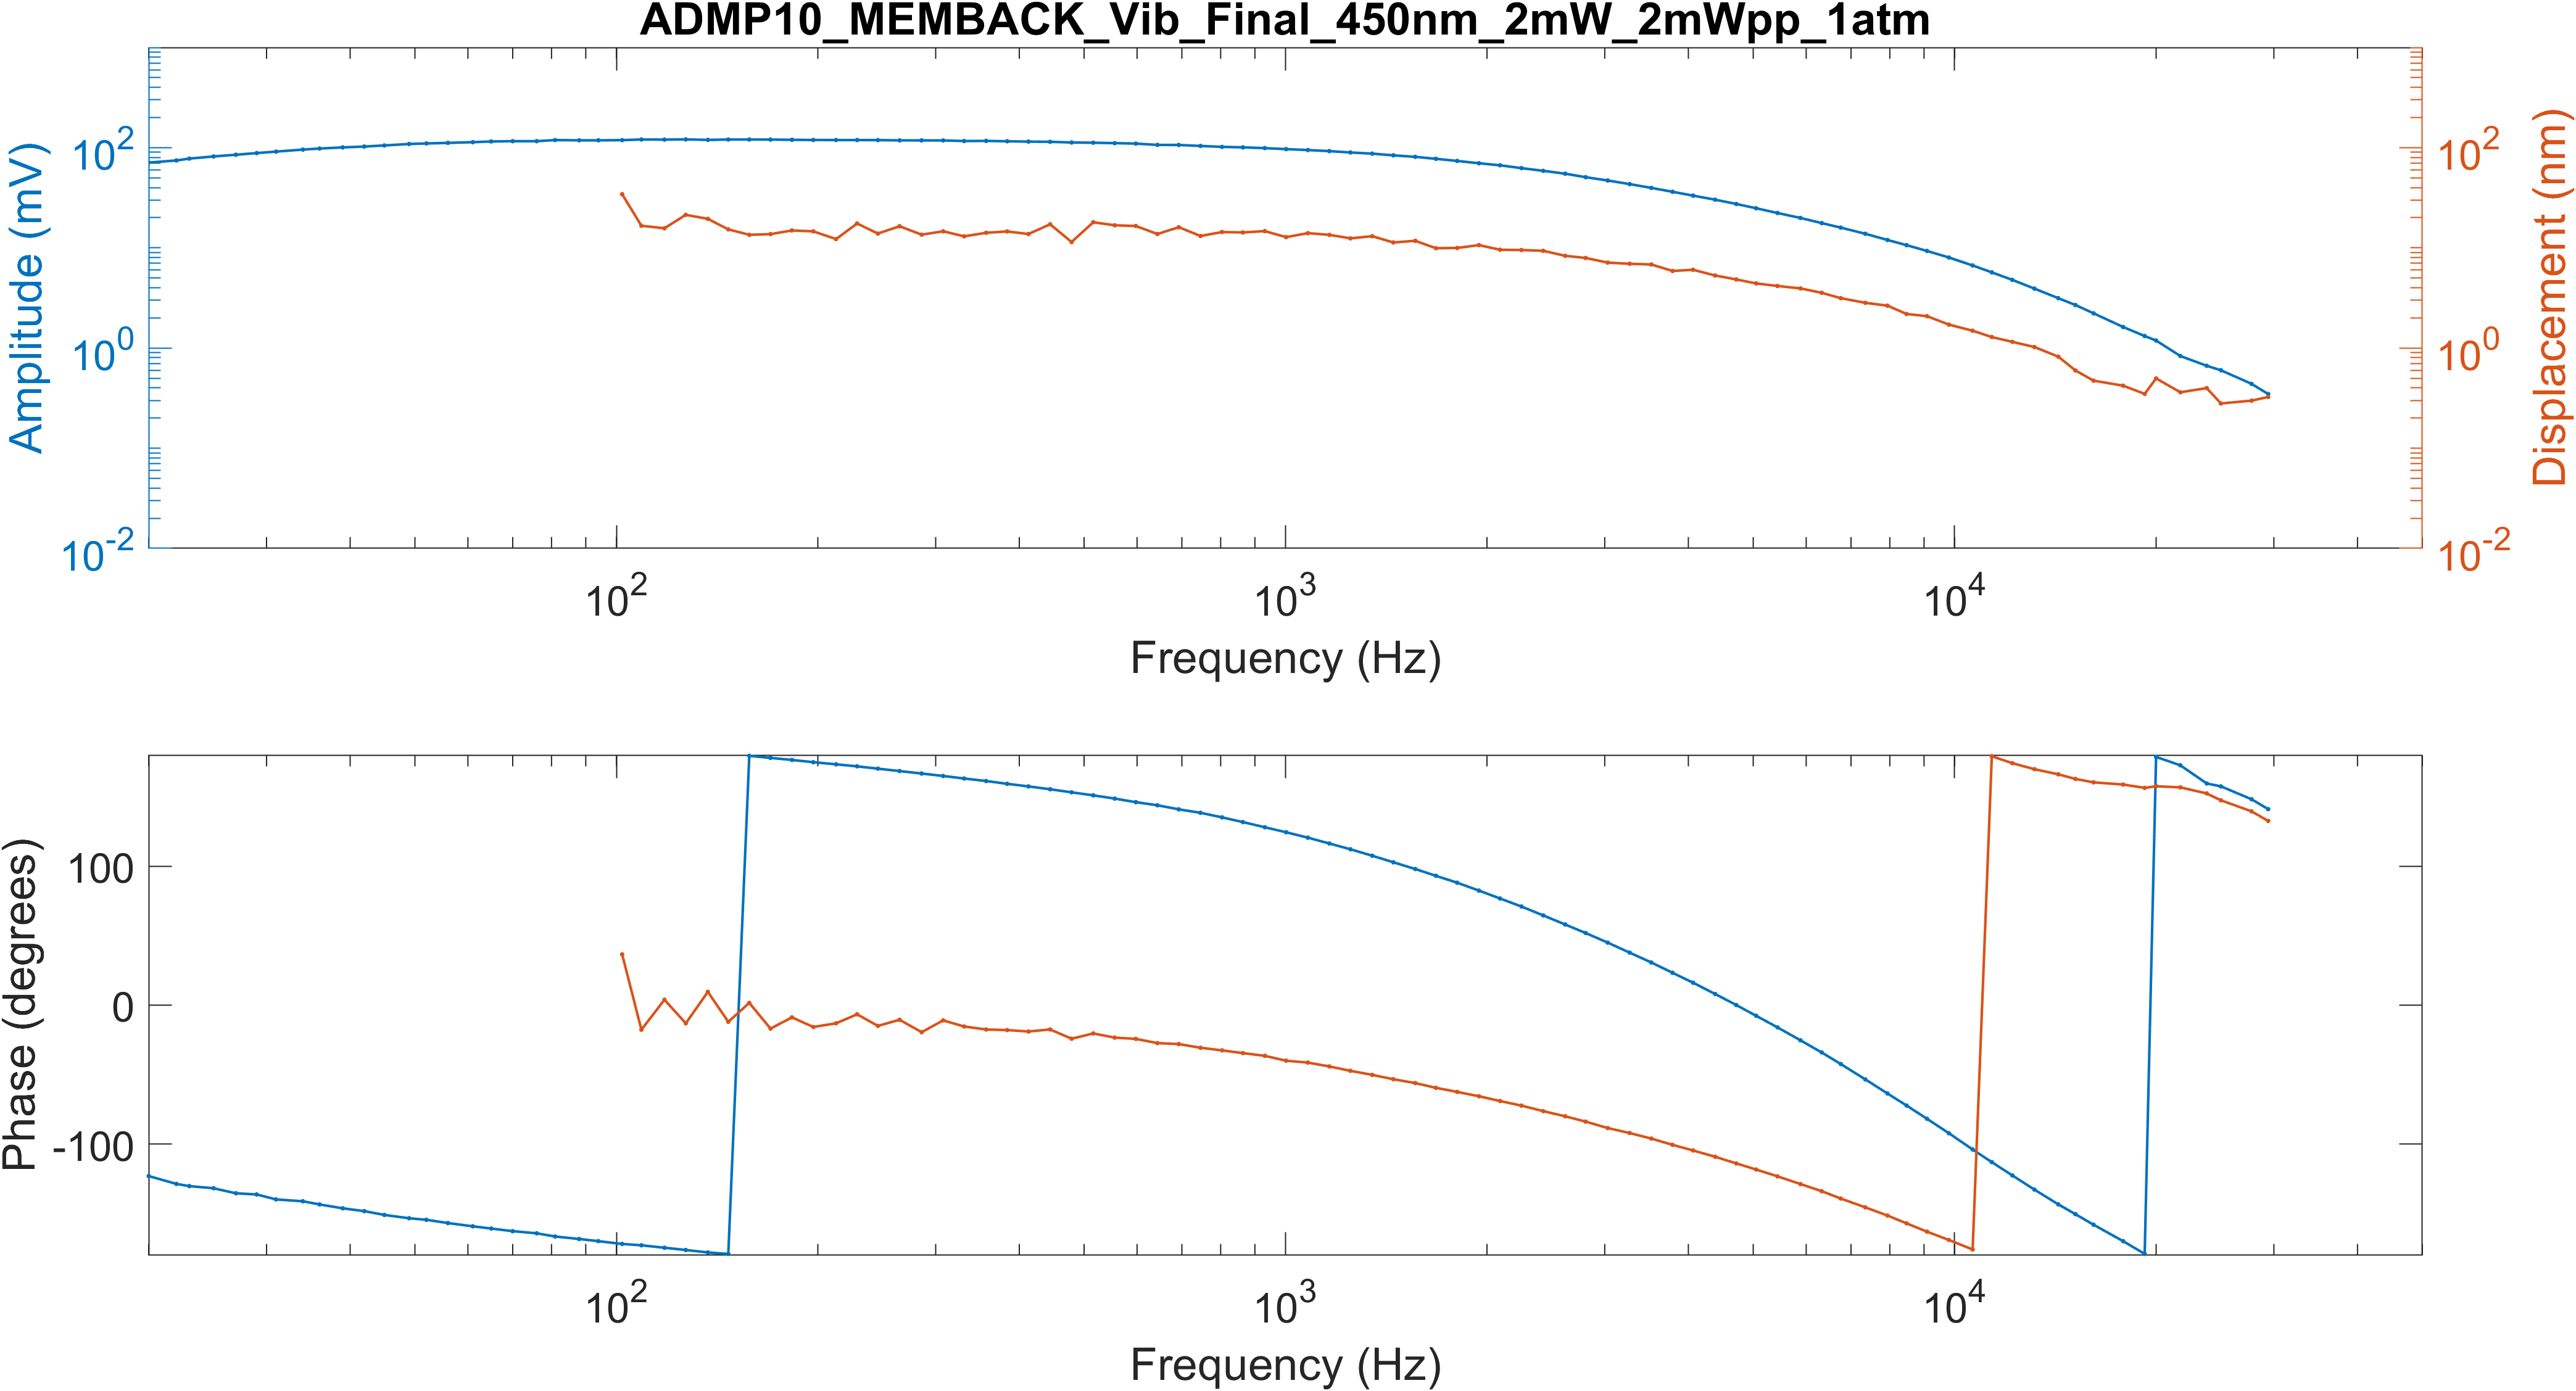 ADMP10_MEMBACK_Vib_Final_450nm_2mW_2mWpp_1atm
Amplitude (mV)
10^2
10^0
10^-2
Displacement (nm)
10^2
10^0
10^-2
10^2 10^3 10^4
Frequency (Hz)
Phase (degrees)
100
0
-100
10^2 10^3 10^4
Frequency (Hz)